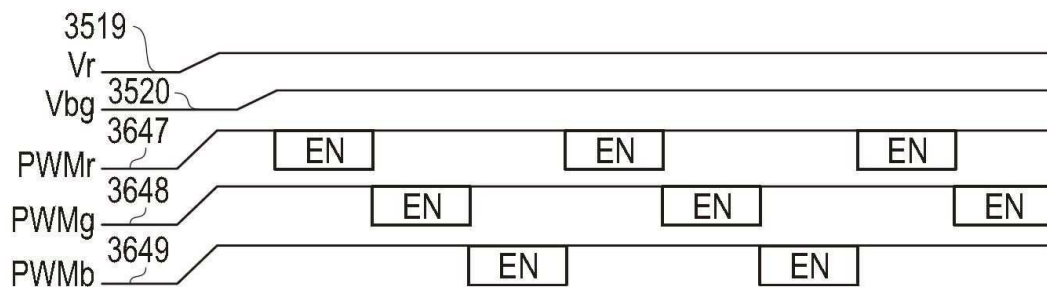 3519
Vr
3520
Vbg
3647
PWMr EN EN EN
3648
PWMg EN EN EN
3649
PWMb EN EN